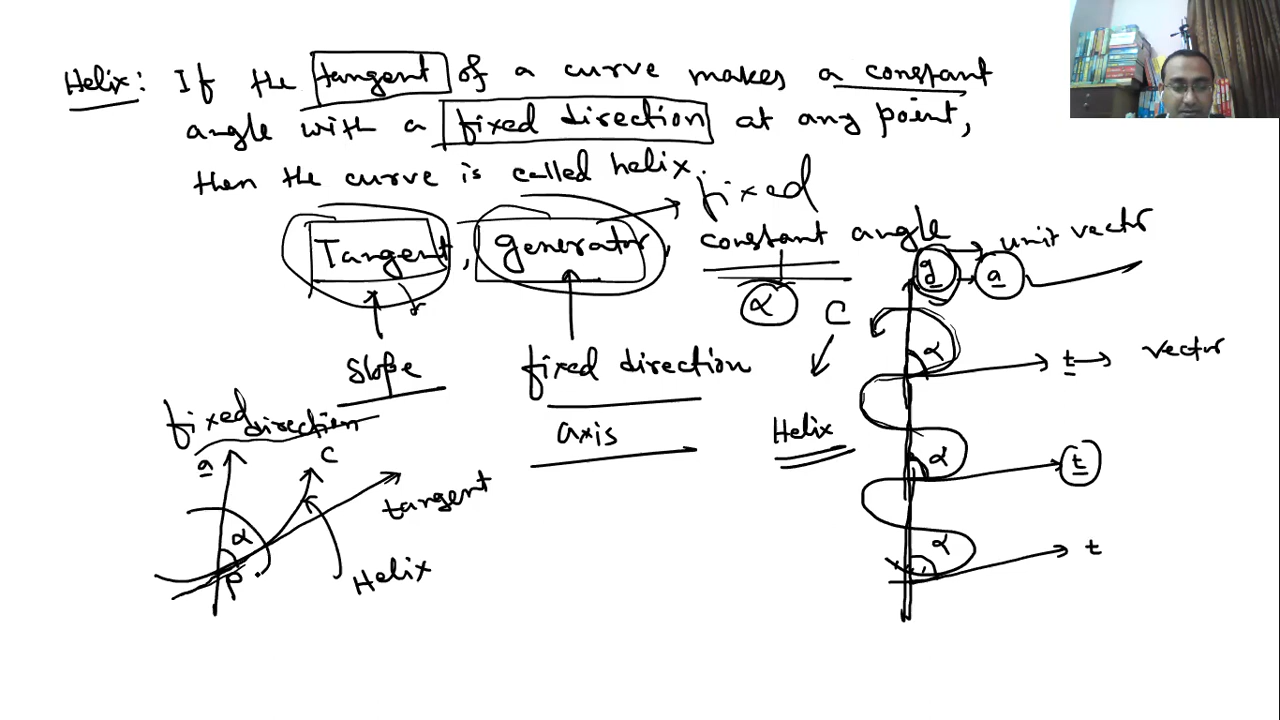 Helix: If the tangent of a curve makes a constant
angle with a fixed direction at any point,
then the curve is called helix.
fixed
Tangent, generator, constant angle
α
slope
fixed direction
axis
fixed direction
a
C
tangent
α
P
Helix
C
Helix
a
unit vector
α
t
vector
α
t
α
t